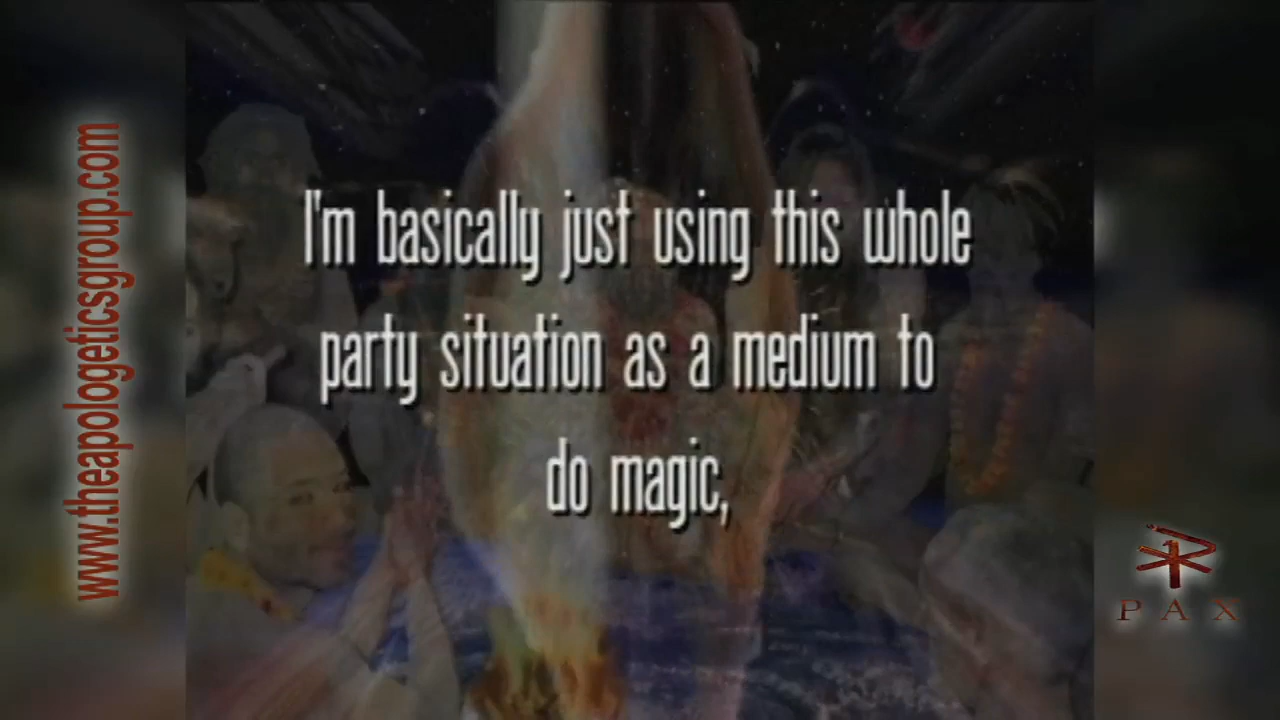 www.theapologeticsgroup.com
I'm basically just using this whole
party situation as a medium to
do magic,
PAX